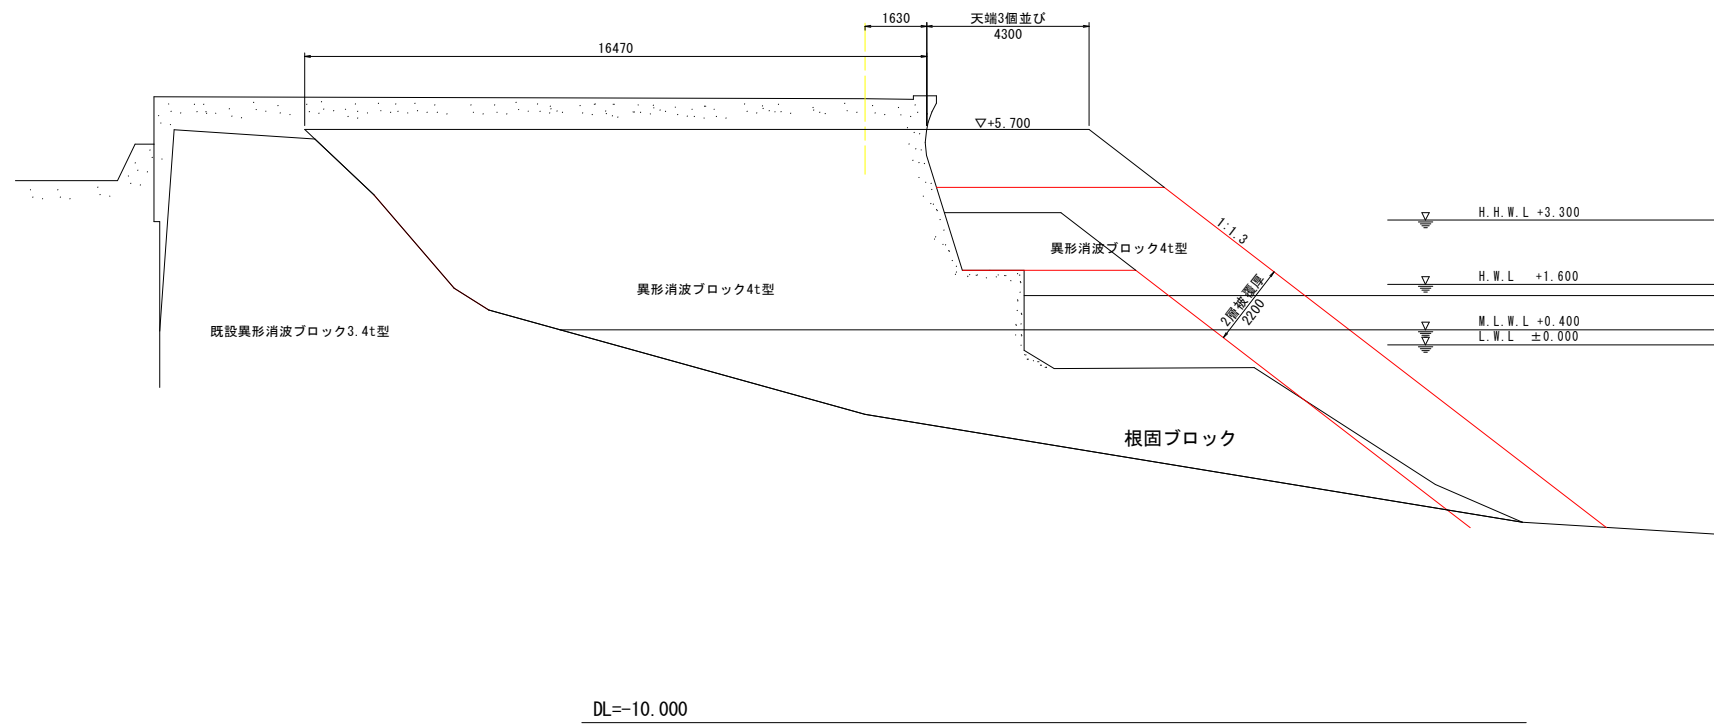 1630
天端3個並び
4300
16470
▽+5.700
H.H.W.L +3.300
1:1.3
異形消波ブロック4t型
H.W.L +1.600
異形消波ブロック4t型
2層被覆厚
2200
既設異形消波ブロック3.4t型
M.L.W.L +0.400
L.W.L ±0.000
根固ブロック
DL=-10.000